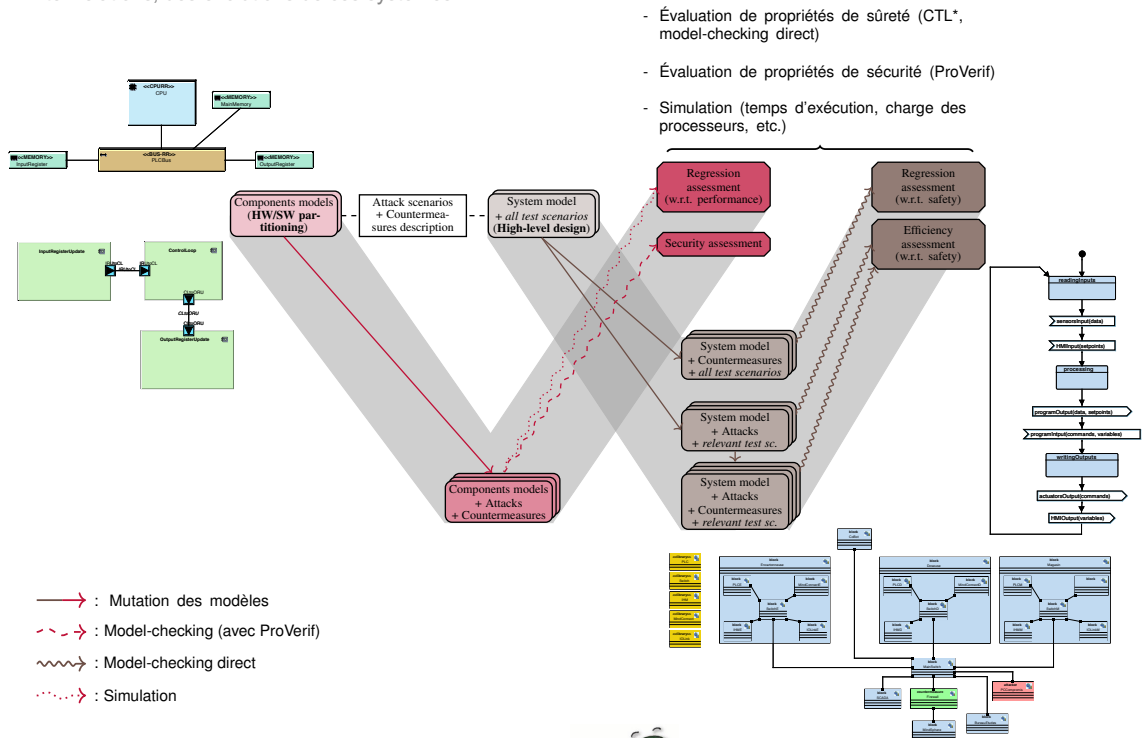 - Évaluation de propriétés de sûreté (CTL*,
model-checking direct)
- Évaluation de propriétés de sécurité (ProVerif)
- Simulation (temps d'exécution, charge des
processeurs, etc.)
<<CPURR>>
CPU
<<MEMORY>>
MainMemory
<<MEMORY>>
InputRegister
<<BUS-RR>>
PLCIBus
<<MEMORY>>
OutputRegister
Components models
(HW/SW par-
titioning)
Attack scenarios
+ Countermea-
sures description
System model
+ all test scenarios
(High-level design)
Regression
assessment
(w.r.t. performance)
Security assessment
Regression
assessment
(w.r.t. safety)
Efficiency
assessment
(w.r.t. safety)
InputRegisterUpdate
ControlLoop
CLtoORU
OutputRegisterUpdate
System model
+ Countermeasures
+ all test scenarios
System model
+ Attacks
+ relevant test sc.
System model
+ Attacks
+ Countermeasures
+ relevant test sc.
Components models
+ Attacks
+ Countermeasures
readingInputs
sensorsInput(data)
HMIInput(setpoints)
processing
programOutput(data, setpoints)
programIntput(commands, variables)
writingOutputs
actuatorsOutput(commands)
HMIOutput(variables)
: Mutation des modèles
: Model-checking (avec ProVerif)
: Model-checking direct
: Simulation
block
MainSwitch
Firewall